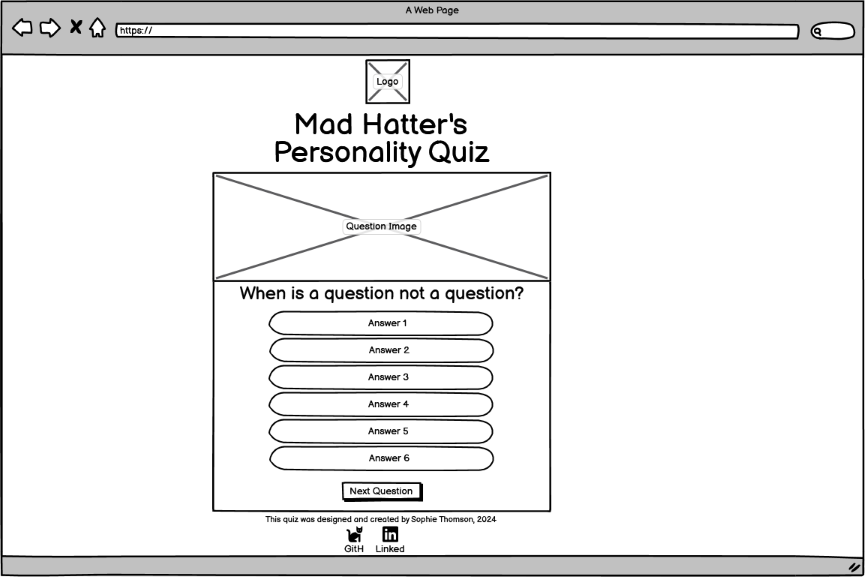 A Web Page
https://
Logo
Mad Hatter's
Personality Quiz
Question Image
When is a question not a question?
Answer 1
Answer 2
Answer 3
Answer 4
Answer 5
Answer 6
Next Question
This quiz was designed and created by Sophie Thomson, 2024
GitH Linked